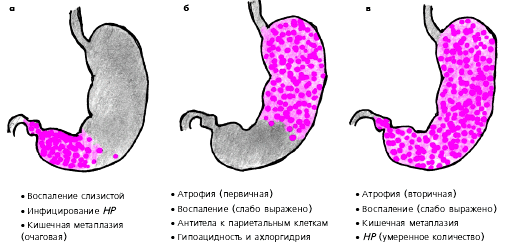 а
б
в
• Воспаление слизистой
• Инфицирование HP
• Кишечная метаплазия
(очаговая)
• Атрофия (первичная)
• Воспаление (слабо выражено)
• Антитела к париетальным клеткам
• Гипоацидность и ахлоргидрия
• Атрофия (вторичная)
• Воспаление (слабо выражено)
• Кишечная метаплазия
• HP (умеренное количество)